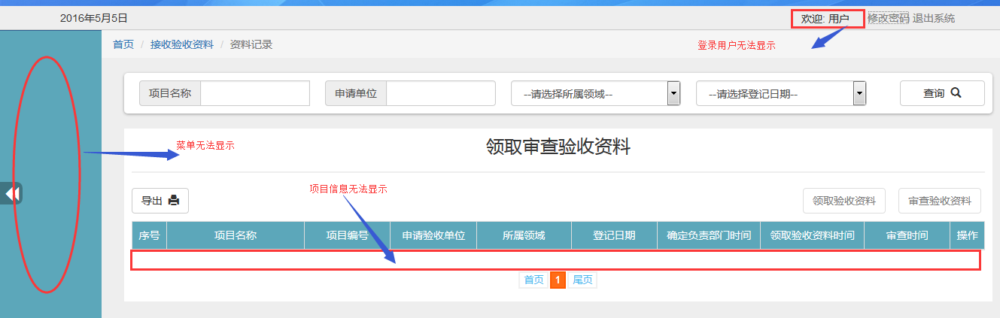 2016年5月5日 欢迎: 用户 修改密码 退出系统
首页 / 接收验收资料 / 资料记录
登录用户无法显示
项目名称 申请单位 --请选择所属领域-- --请选择登记日期-- 查询
菜单无法显示
领取审查验收资料
项目信息无法显示
导出 领取验收资料 审查验收资料
序号 项目名称 项目编号 申请验收单位 所属领域 登记日期 确定负责部门时间 领取验收资料时间 审查时间 操作
首页 1 尾页